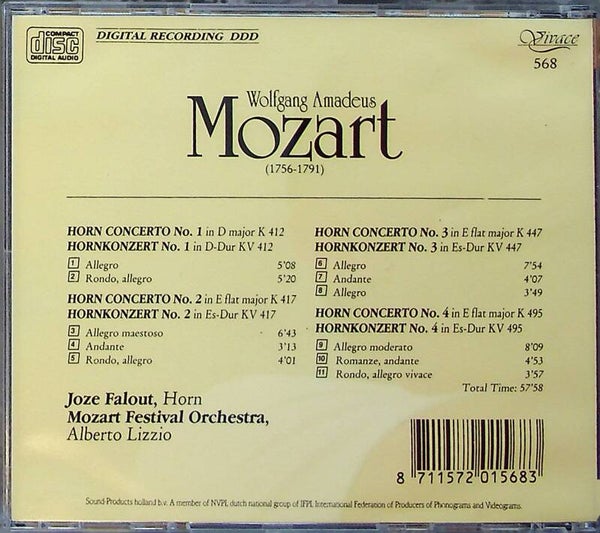 COMPACT
disc
DIGITAL AUDIO
DIGITAL RECORDING DDD
Vivace
568
Wolfgang Amadeus
Mozart
(1756-1791)
HORN CONCERTO No. 1 in D major K 412
HORNKONZERT No. 1 in D-Dur KV 412
1 Allegro 5'08
2 Rondo, allegro 5'20
HORN CONCERTO No. 2 in E flat major K 417
HORNKONZERT No. 2 in Es-Dur KV 417
3 Allegro maestoso 6'43
4 Andante 3'13
5 Rondo, allegro 4'01
HORN CONCERTO No. 3 in E flat major K 447
HORNKONZERT No. 3 in Es-Dur KV 447
6 Allegro 7'54
7 Andante 4'07
8 Allegro 3'49
HORN CONCERTO No. 4 in E flat major K 495
HORNKONZERT No. 4 in Es-Dur KV 495
9 Allegro moderato 8'09
10 Romanze, andante 4'53
11 Rondo, allegro vivace 3'57
Total Time: 57'58
Joze Falout, Horn
Mozart Festival Orchestra,
Alberto Lizzio
8 711572 015683
Sound-Products holland b.v. A member of NVPI, dutch national group of IFPI, International Federation of Producers of Phonograms and Videograms.